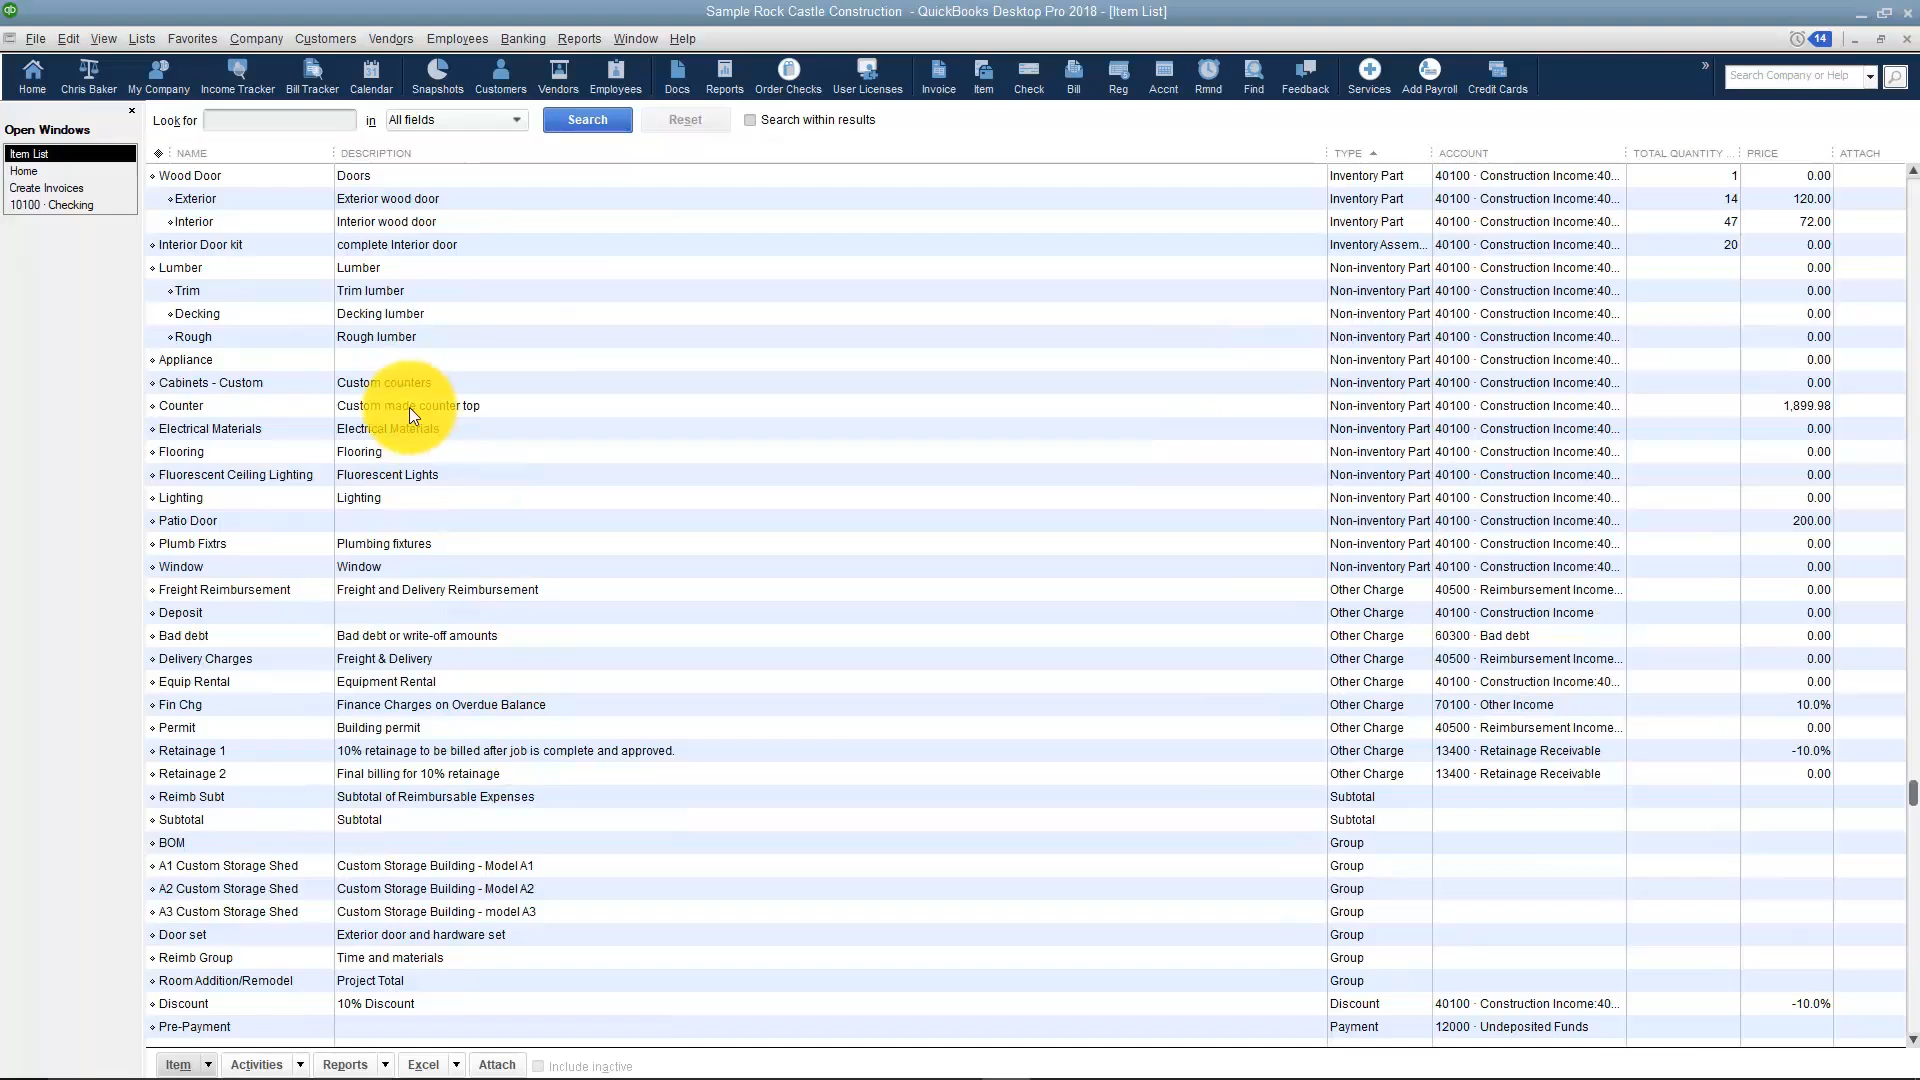 Sample Rock Castle Construction - QuickBooks Desktop Pro 2018 - [Item List]
File Edit View Lists Favorites Company Customers Vendors Employees Banking Reports Window Help 14
Home Chris Baker My Company Income Tracker Bill Tracker Calendar Snapshots Customers Vendors Employees Docs Reports Order Checks User Licenses Invoice Item Check Bill Reg Accnt Rmnd Find Feedback Services Add Payroll Credit Cards » Search Company or Help
Open Windows
Item List
Home
Create Invoices
10100 · Checking
Look for in All fields Search Reset Search within results
NAME DESCRIPTION TYPE ACCOUNT TOTAL QUANTITY ... PRICE ATTACH
Wood Door Doors Inventory Part 40100 · Construction Income:40... 1 0.00
Exterior Exterior wood door Inventory Part 40100 · Construction Income:40... 14 120.00
Interior Interior wood door Inventory Part 40100 · Construction Income:40... 47 72.00
Interior Door kit complete Interior door Inventory Assem... 40100 · Construction Income:40... 20 0.00
Lumber Lumber Non-inventory Part 40100 · Construction Income:40... 0.00
Trim Trim lumber Non-inventory Part 40100 · Construction Income:40... 0.00
Decking Decking lumber Non-inventory Part 40100 · Construction Income:40... 0.00
Rough Rough lumber Non-inventory Part 40100 · Construction Income:40... 0.00
Appliance Non-inventory Part 40100 · Construction Income:40... 0.00
Cabinets - Custom Custom counters Non-inventory Part 40100 · Construction Income:40... 0.00
Counter Custom made counter top Non-inventory Part 40100 · Construction Income:40... 1,899.98
Electrical Materials Electrical Materials Non-inventory Part 40100 · Construction Income:40... 0.00
Flooring Flooring Non-inventory Part 40100 · Construction Income:40... 0.00
Fluorescent Ceiling Lighting Fluorescent Lights Non-inventory Part 40100 · Construction Income:40... 0.00
Lighting Lighting Non-inventory Part 40100 · Construction Income:40... 0.00
Patio Door Non-inventory Part 40100 · Construction Income:40... 200.00
Plumb Fixtrs Plumbing fixtures Non-inventory Part 40100 · Construction Income:40... 0.00
Window Window Non-inventory Part 40100 · Construction Income:40... 0.00
Freight Reimbursement Freight and Delivery Reimbursement Other Charge 40500 · Reimbursement Income... 0.00
Deposit Other Charge 40100 · Construction Income 0.00
Bad debt Bad debt or write-off amounts Other Charge 60300 · Bad debt 0.00
Delivery Charges Freight & Delivery Other Charge 40500 · Reimbursement Income... 0.00
Equip Rental Equipment Rental Other Charge 40100 · Construction Income:40... 0.00
Fin Chg Finance Charges on Overdue Balance Other Charge 70100 · Other Income 10.0%
Permit Building permit Other Charge 40500 · Reimbursement Income... 0.00
Retainage 1 10% retainage to be billed after job is complete and approved. Other Charge 13400 · Retainage Receivable -10.0%
Retainage 2 Final billing for 10% retainage Other Charge 13400 · Retainage Receivable 0.00
Reimb Subt Subtotal of Reimbursable Expenses Subtotal
Subtotal Subtotal Subtotal
BOM Group
A1 Custom Storage Shed Custom Storage Building - Model A1 Group
A2 Custom Storage Shed Custom Storage Building - Model A2 Group
A3 Custom Storage Shed Custom Storage Building - model A3 Group
Door set Exterior door and hardware set Group
Reimb Group Time and materials Group
Room Addition/Remodel Project Total Group
Discount 10% Discount Discount 40100 · Construction Income:40... -10.0%
Pre-Payment Payment 12000 · Undeposited Funds
Item Activities Reports Excel Attach Include inactive